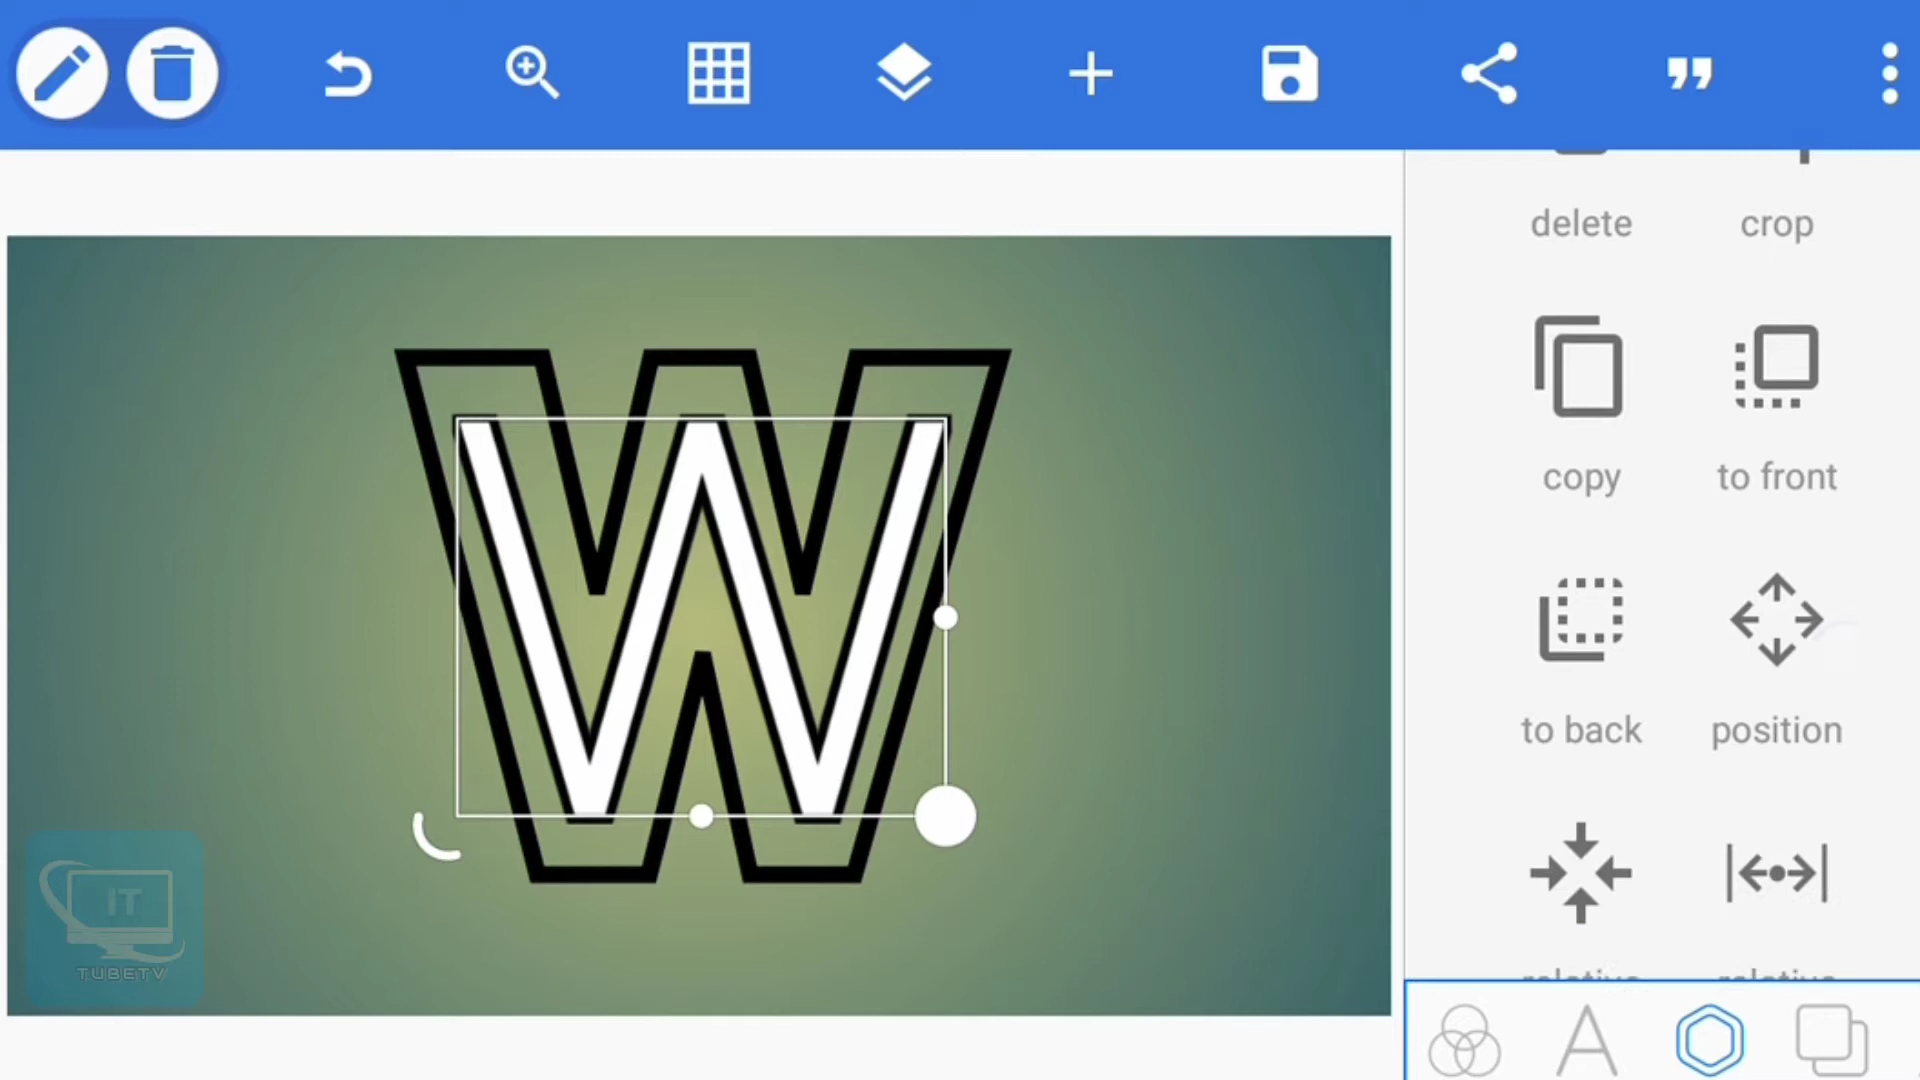 delete crop
W
W
copy to front
to back position
IT
TUBETV